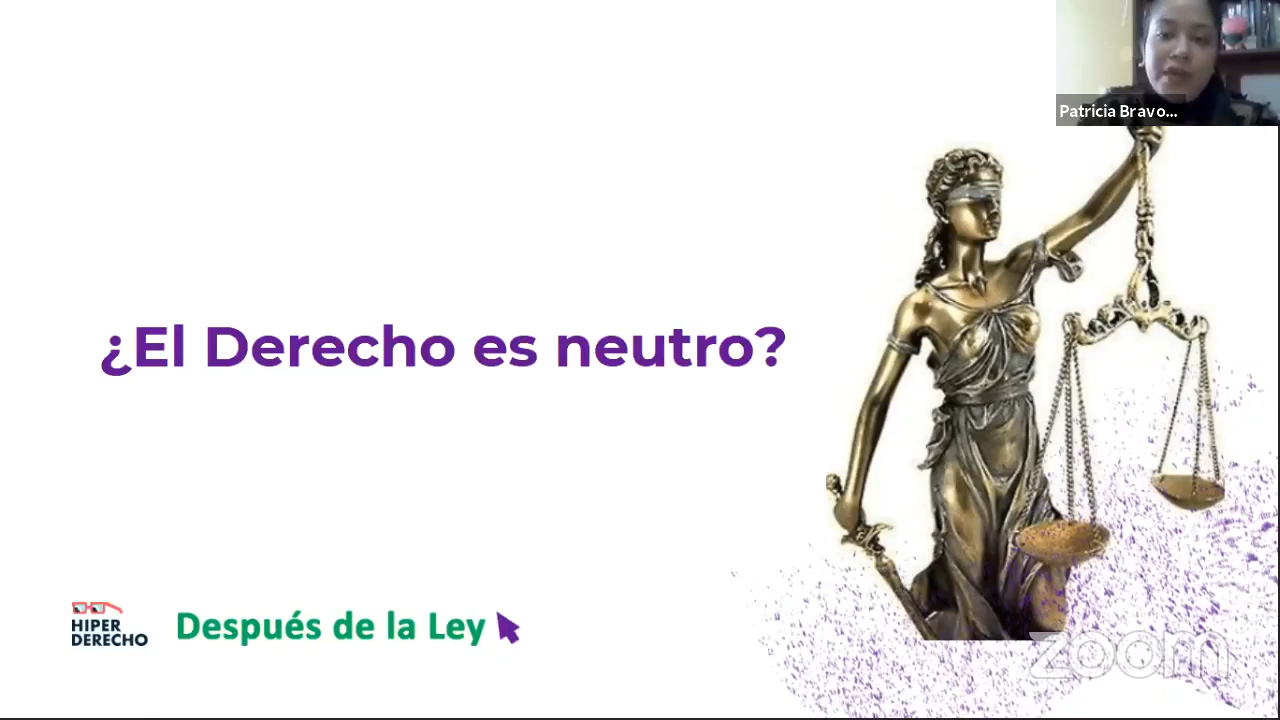 Patricia Bravo...
¿El Derecho es neutro?
HIPER
DERECHO
Después de la Ley
zoom